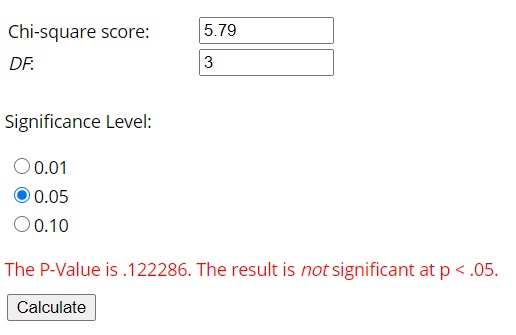 Chi-square score: 5.79
DF: 3
Significance Level:
0.01
0.05
0.10
The P-Value is .122286. The result is not significant at p < .05.
Calculate